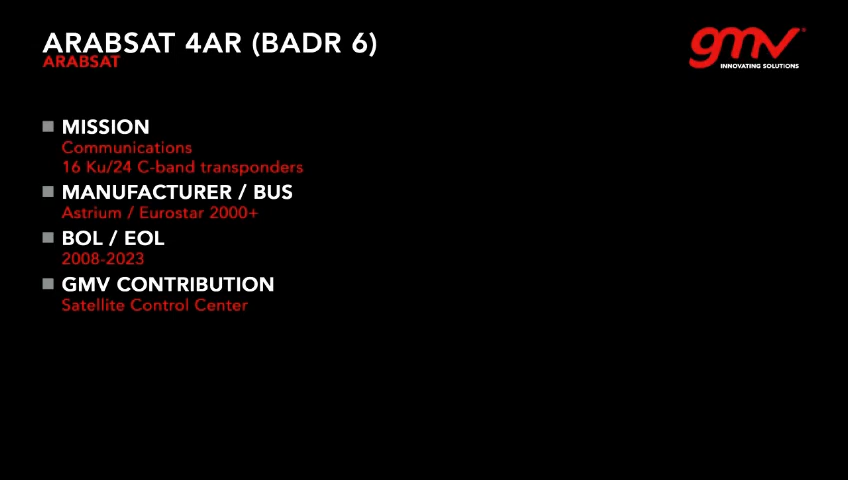 ARABSAT 4AR (BADR 6)
ARABSAT
gmv
INNOVATING SOLUTIONS
MISSION
Communications
16 Ku/24 C-band transponders
MANUFACTURER / BUS
Astrium / Eurostar 2000+
BOL / EOL
2008-2023
GMV CONTRIBUTION
Satellite Control Center